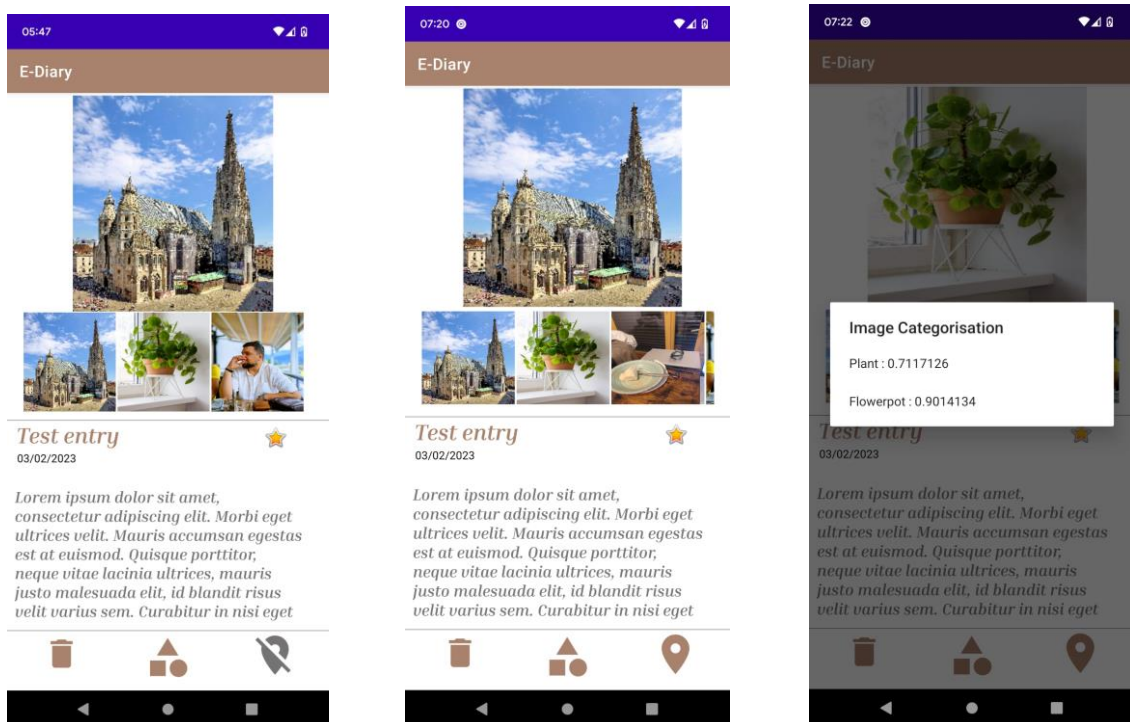 05:47
E-Diary
Test entry
03/02/2023
Lorem ipsum dolor sit amet,
consectetur adipiscing elit. Morbi eget
ultrices velit. Mauris accumsan egestas
est at euismod. Quisque porttitor,
neque vitae lacinia ultrices, mauris
justo malesuada elit, id blandit risus
velit varius sem. Curabitur in nisi eget
07:20
E-Diary
Test entry
03/02/2023
Lorem ipsum dolor sit amet,
consectetur adipiscing elit. Morbi eget
ultrices velit. Mauris accumsan egestas
est at euismod. Quisque porttitor,
neque vitae lacinia ultrices, mauris
justo malesuada elit, id blandit risus
velit varius sem. Curabitur in nisi eget
07:22
E-Diary
Image Categorisation
Plant : 0.7117126
Flowerpot : 0.9014134
Test entry
03/02/2023
Lorem ipsum dolor sit amet,
consectetur adipiscing elit. Morbi eget
ultrices velit. Mauris accumsan egestas
est at euismod. Quisque porttitor,
neque vitae lacinia ultrices, mauris
justo malesuada elit, id blandit risus
velit varius sem. Curabitur in nisi eget